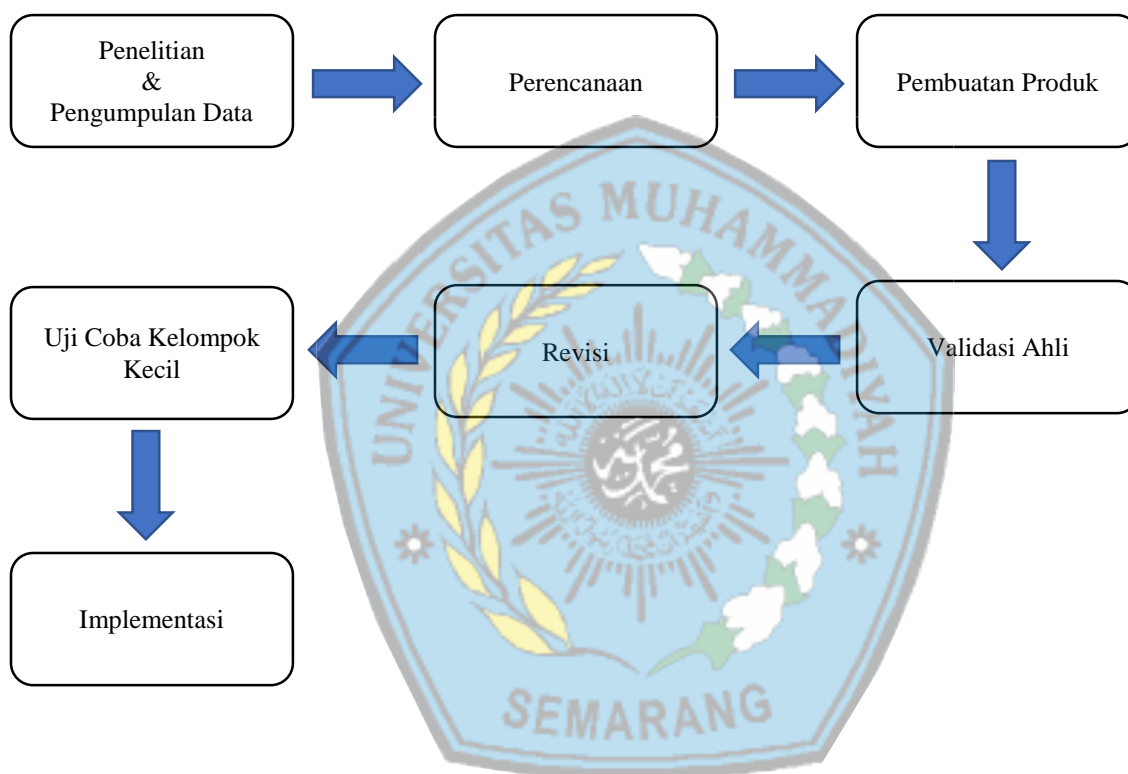 Penelitian
&
Pengumpulan Data
Perencanaan
Pembuatan Produk
UNIVERSITAS MUHAMMADIYAH
Uji Coba Kelompok
Kecil
Revisi
Validasi Ahli
Implementasi
SEMARANG